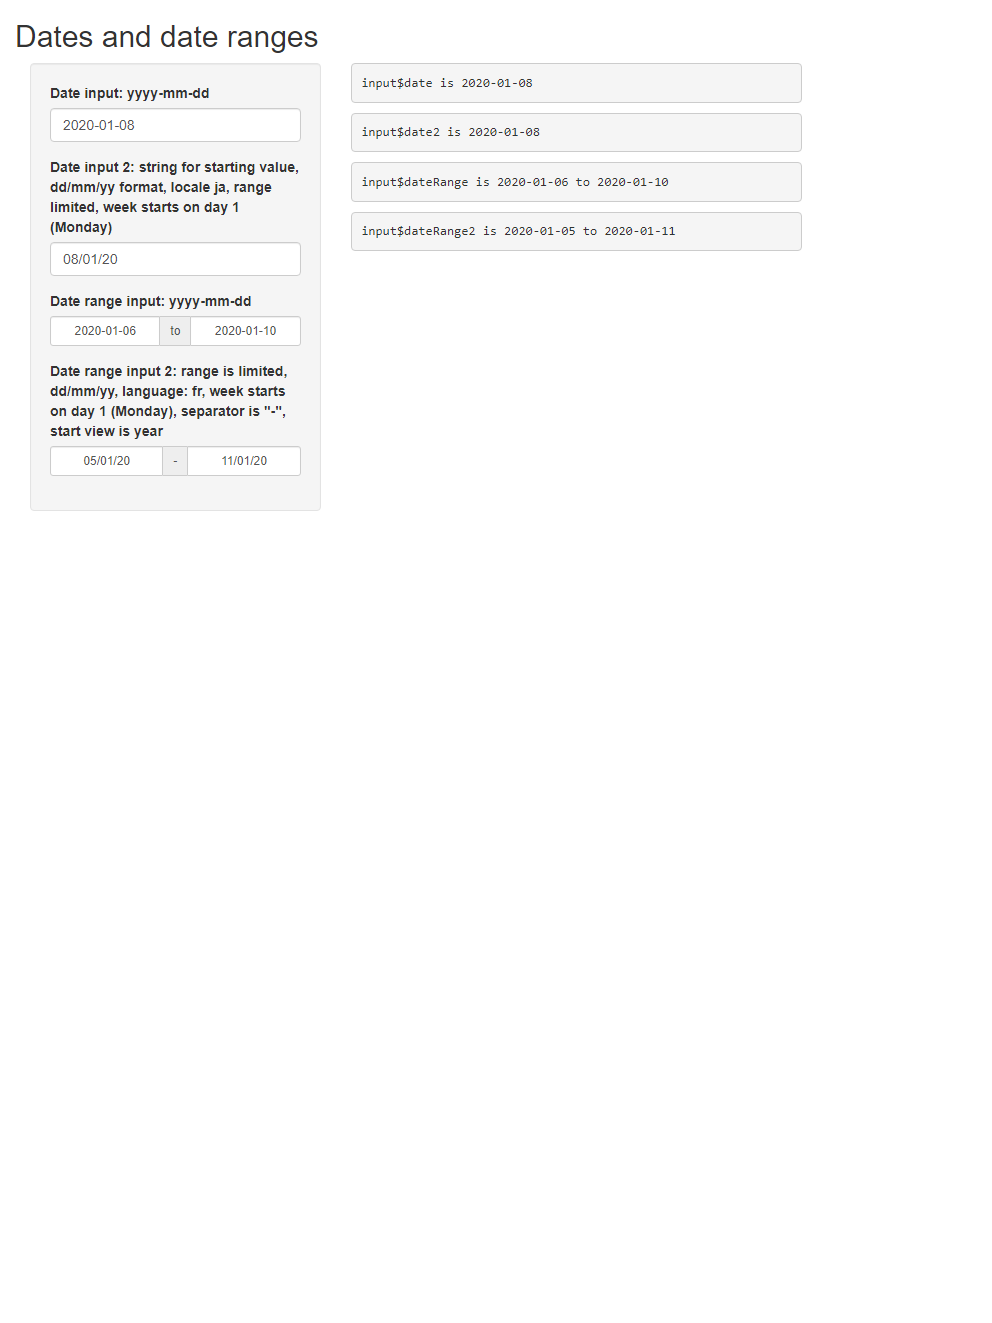 Dates and date ranges
Date input: yyyy-mm-dd
2020-01-08
Date input 2: string for starting value,
dd/mm/yy format, locale ja, range
limited, week starts on day 1
(Monday)
08/01/20
Date range input: yyyy-mm-dd
2020-01-06 to 2020-01-10
Date range input 2: range is limited,
dd/mm/yy, language: fr, week starts
on day 1 (Monday), separator is "-",
start view is year
05/01/20 - 11/01/20
input$date is 2020-01-08
input$date2 is 2020-01-08
input$dateRange is 2020-01-06 to 2020-01-10
input$dateRange2 is 2020-01-05 to 2020-01-11